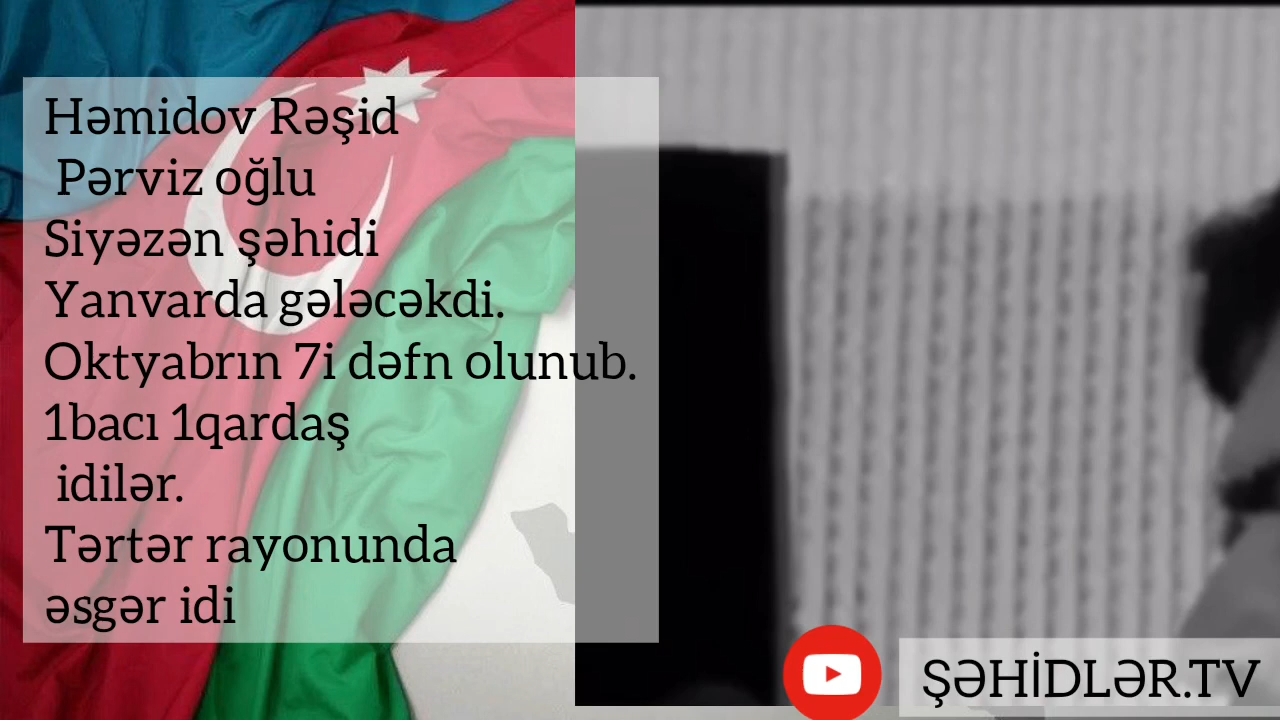 Həmidov Rəşid
Pərviz oğlu
Siyəzən şəhidi
Yanvarda gələcəkdi.
Oktyabrın 7i dəfn olunub.
1bacı 1qardaş
idilər.
Tərtər rayonunda
əsgər idi
ŞƏHİDLƏR.TV